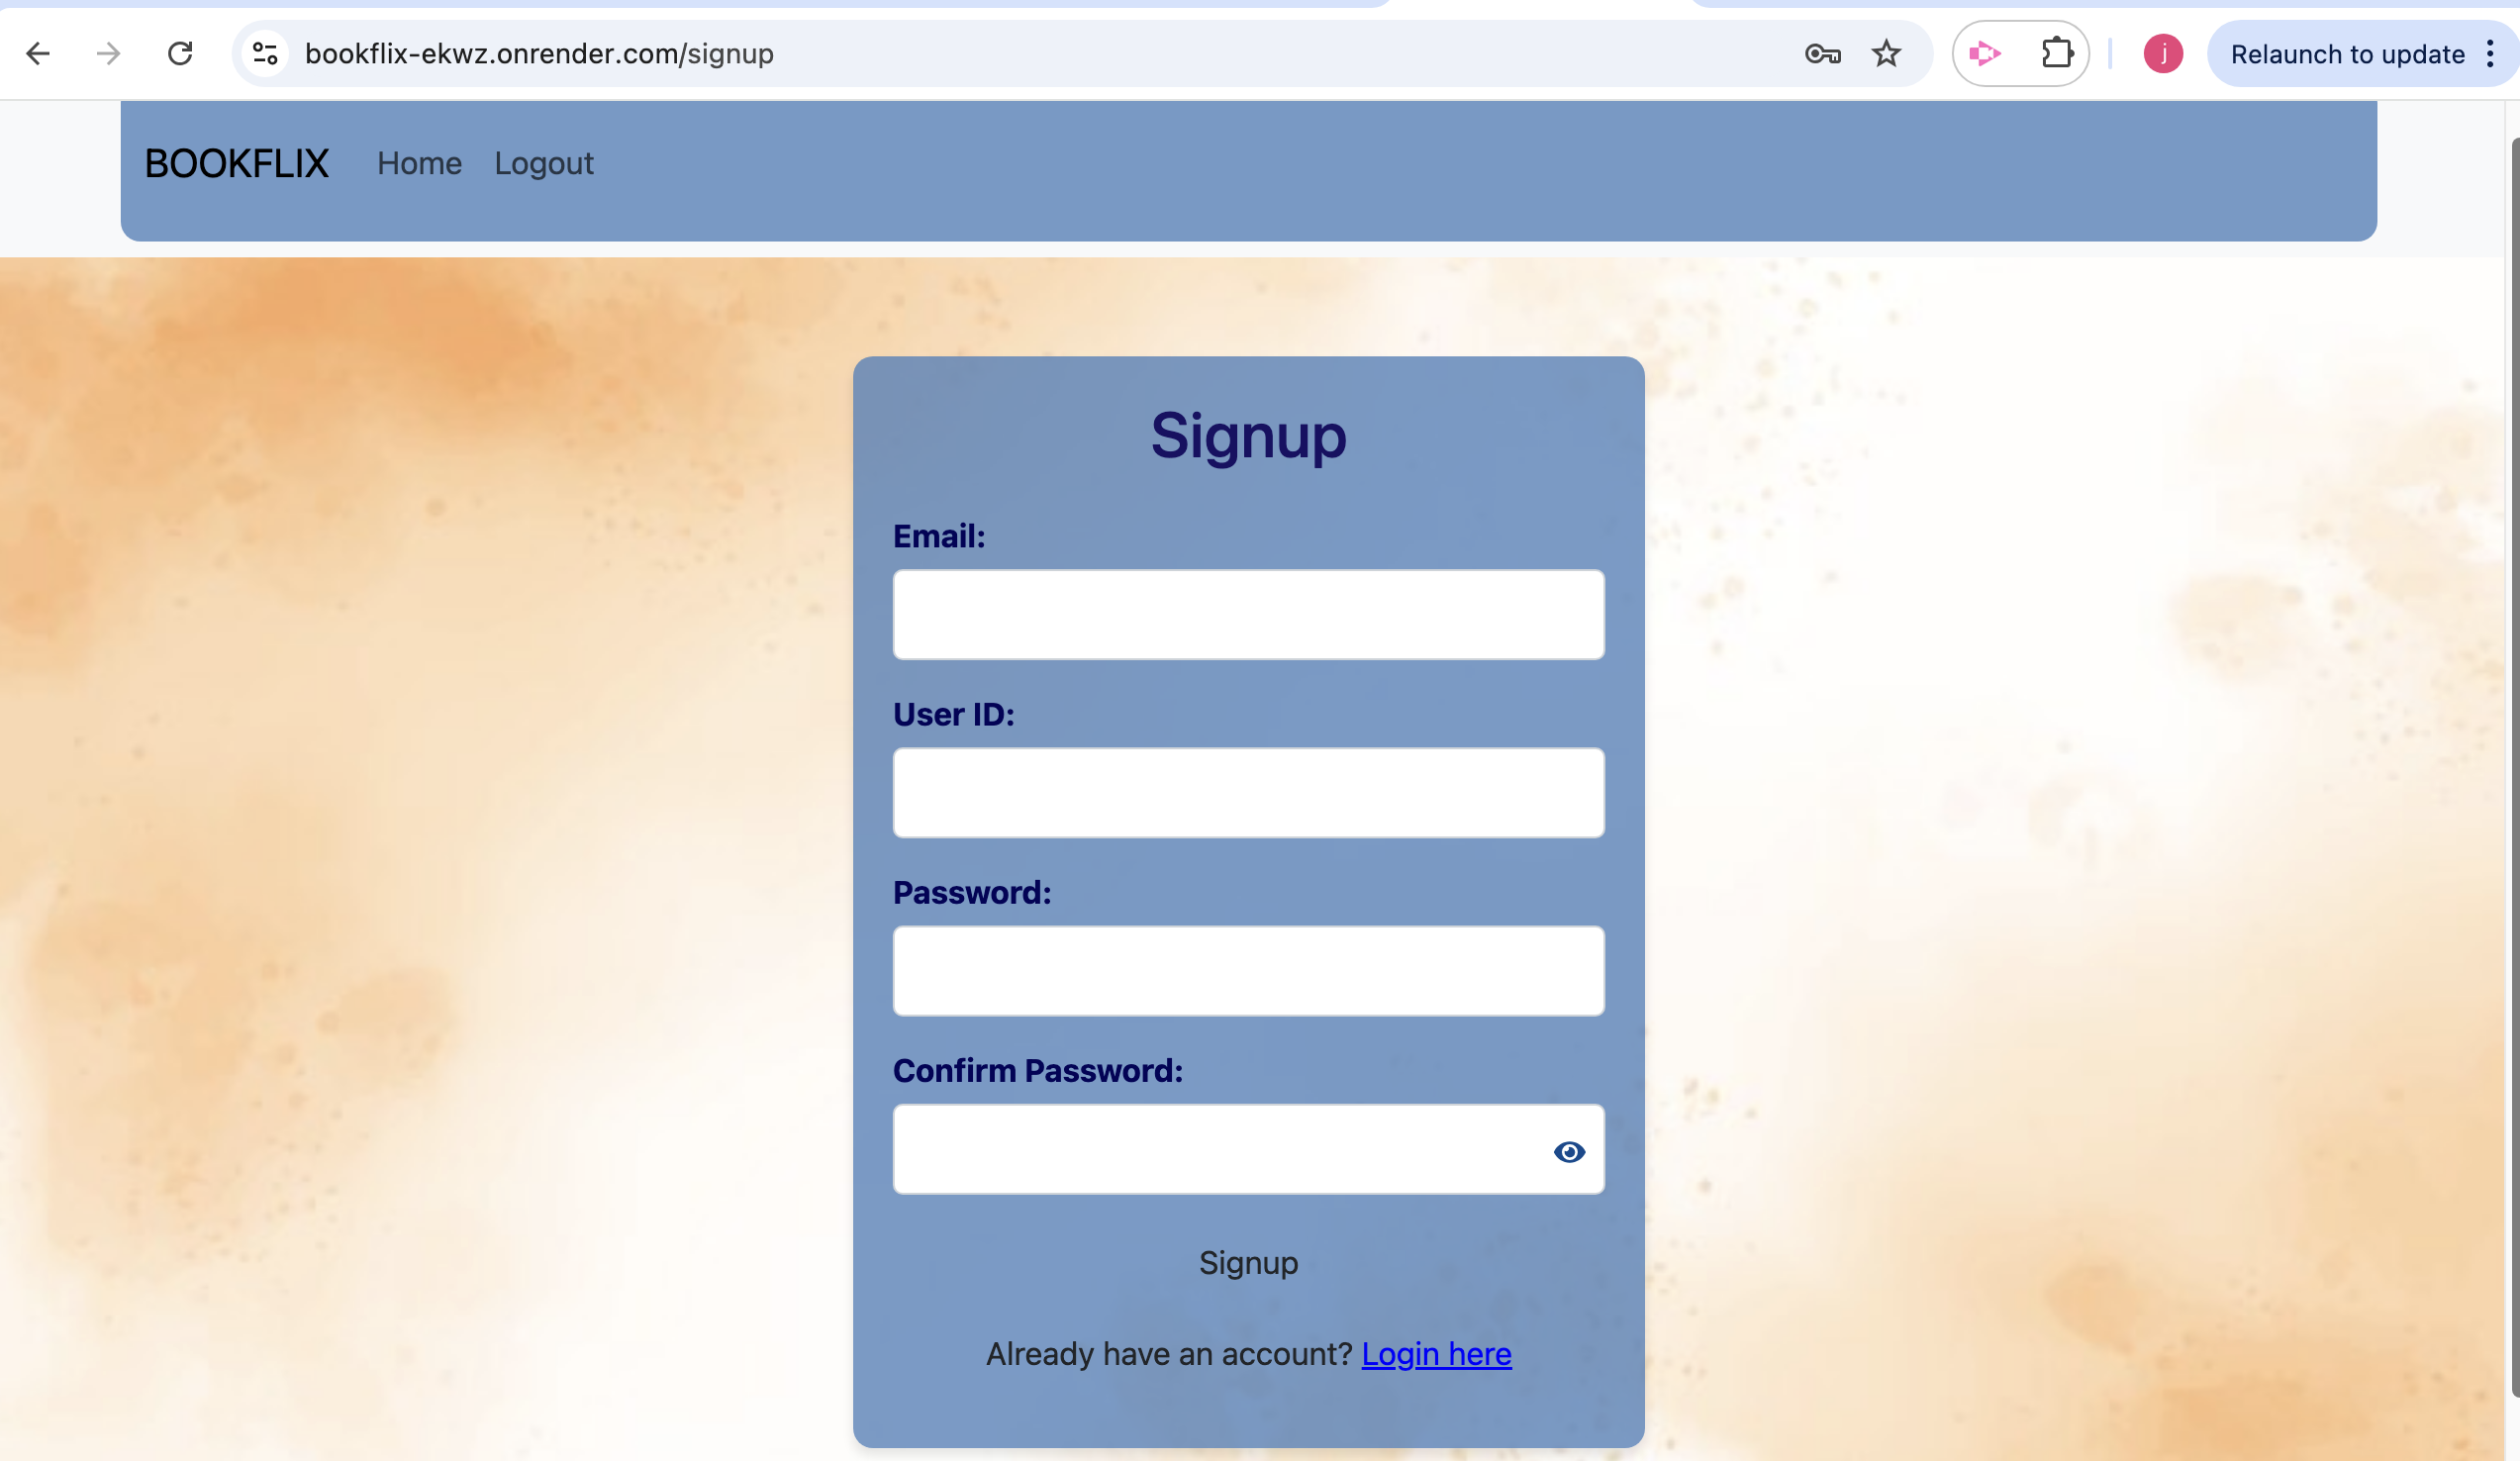 bookflix-ekwz.onrender.com/signup
j
Relaunch to update
BOOKFLIX Home Logout
Signup
Email:
User ID:
Password:
Confirm Password:
Signup
Already have an account? Login here